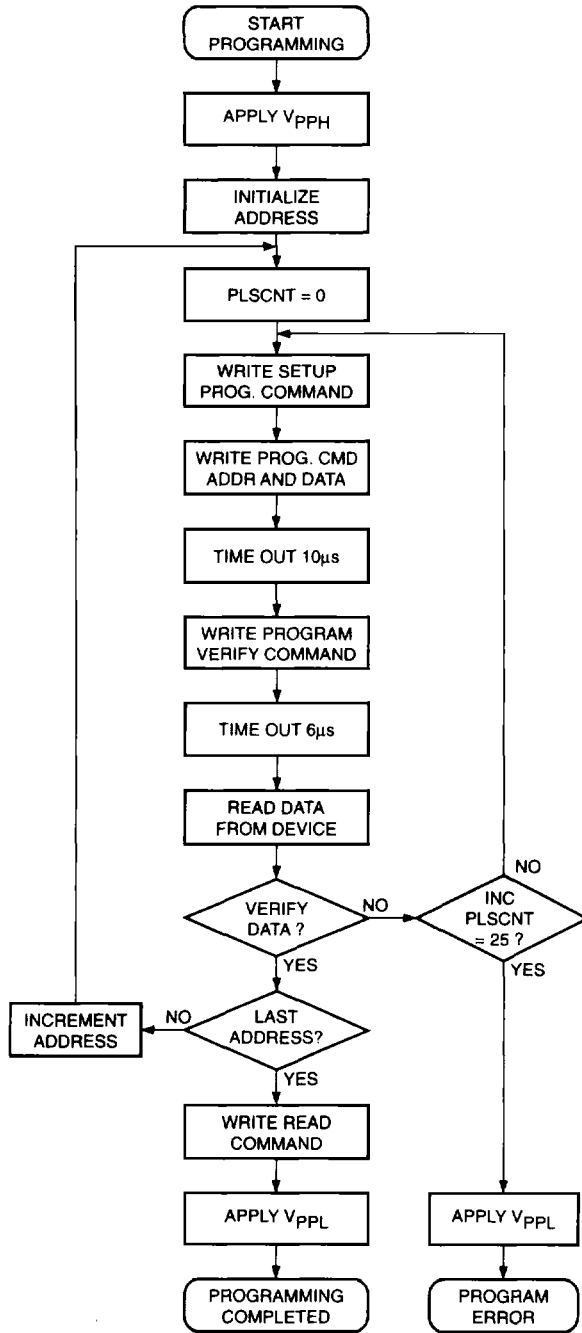 START
PROGRAMMING
APPLY VPPH
INITIALIZE
ADDRESS
PLSCNT = 0
WRITE SETUP
PROG. COMMAND
WRITE PROG. CMD
ADDR AND DATA
TIME OUT 10μs
WRITE PROGRAM
VERIFY COMMAND
TIME OUT 6μs
READ DATA
FROM DEVICE
VERIFY
DATA ?
NO
YES
INC
PLSCNT
= 25 ?
NO
YES
LAST
ADDRESS?
NO
YES
INCREMENT
ADDRESS
WRITE READ
COMMAND
APPLY VPPL
PROGRAMMING
COMPLETED
APPLY VPPL
PROGRAM
ERROR